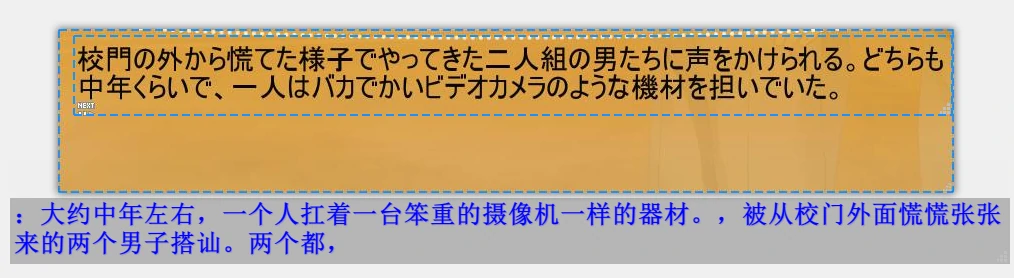 校門の外から慌てた様子でやってきた二人組の男たちに声をかけられる。どちらも
中年くらいで、一人はバカでかいビデオカメラのような機材を担いでいた。
NEXT
：大约中年左右，一个人扛着一台笨重的摄像机一样的器材。，被从校门外面慌慌张张
来的两个男子搭讪。两个都，